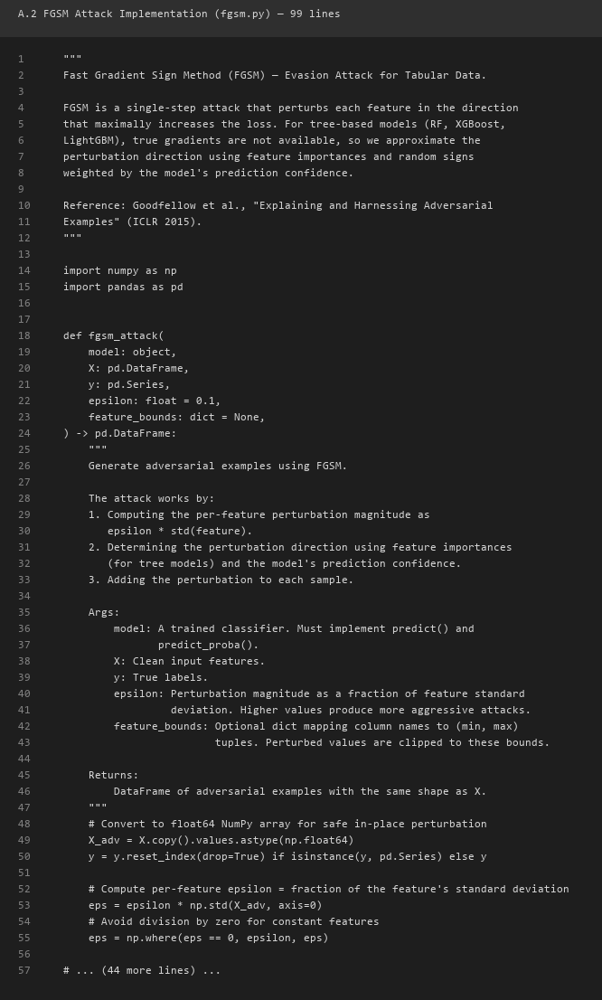 A.2 FGSM Attack Implementation (fgsm.py) — 99 lines
1 """
2 Fast Gradient Sign Method (FGSM) — Evasion Attack for Tabular Data.
3
4 FGSM is a single-step attack that perturbs each feature in the direction
5 that maximally increases the loss. For tree-based models (RF, XGBoost,
6 LightGBM), true gradients are not available, so we approximate the
7 perturbation direction using feature importances and random signs
8 weighted by the model's prediction confidence.
9
10 Reference: Goodfellow et al., "Explaining and Harnessing Adversarial
11 Examples" (ICLR 2015).
12 """
13
14 import numpy as np
15 import pandas as pd
16
17
18 def fgsm_attack(
19     model: object,
20     X: pd.DataFrame,
21     y: pd.Series,
22     epsilon: float = 0.1,
23     feature_bounds: dict = None,
24 ) -> pd.DataFrame:
25     """
26     Generate adversarial examples using FGSM.
27
28     The attack works by:
29     1. Computing the per-feature perturbation magnitude as
30        epsilon * std(feature).
31     2. Determining the perturbation direction using feature importances
32        (for tree models) and the model's prediction confidence.
33     3. Adding the perturbation to each sample.
34
35     Args:
36         model: A trained classifier. Must implement predict() and
37                predict_proba().
38         X: Clean input features.
39         y: True labels.
40         epsilon: Perturbation magnitude as a fraction of feature standard
41                  deviation. Higher values produce more aggressive attacks.
42         feature_bounds: Optional dict mapping column names to (min, max)
43                         tuples. Perturbed values are clipped to these bounds.
44
45     Returns:
46         DataFrame of adversarial examples with the same shape as X.
47     """
48     # Convert to float64 NumPy array for safe in-place perturbation
49     X_adv = X.copy().values.astype(np.float64)
50     y = y.reset_index(drop=True) if isinstance(y, pd.Series) else y
51
52     # Compute per-feature epsilon = fraction of the feature's standard deviation
53     eps = epsilon * np.std(X_adv, axis=0)
54     # Avoid division by zero for constant features
55     eps = np.where(eps == 0, epsilon, eps)
56
57 # ... (44 more lines) ...